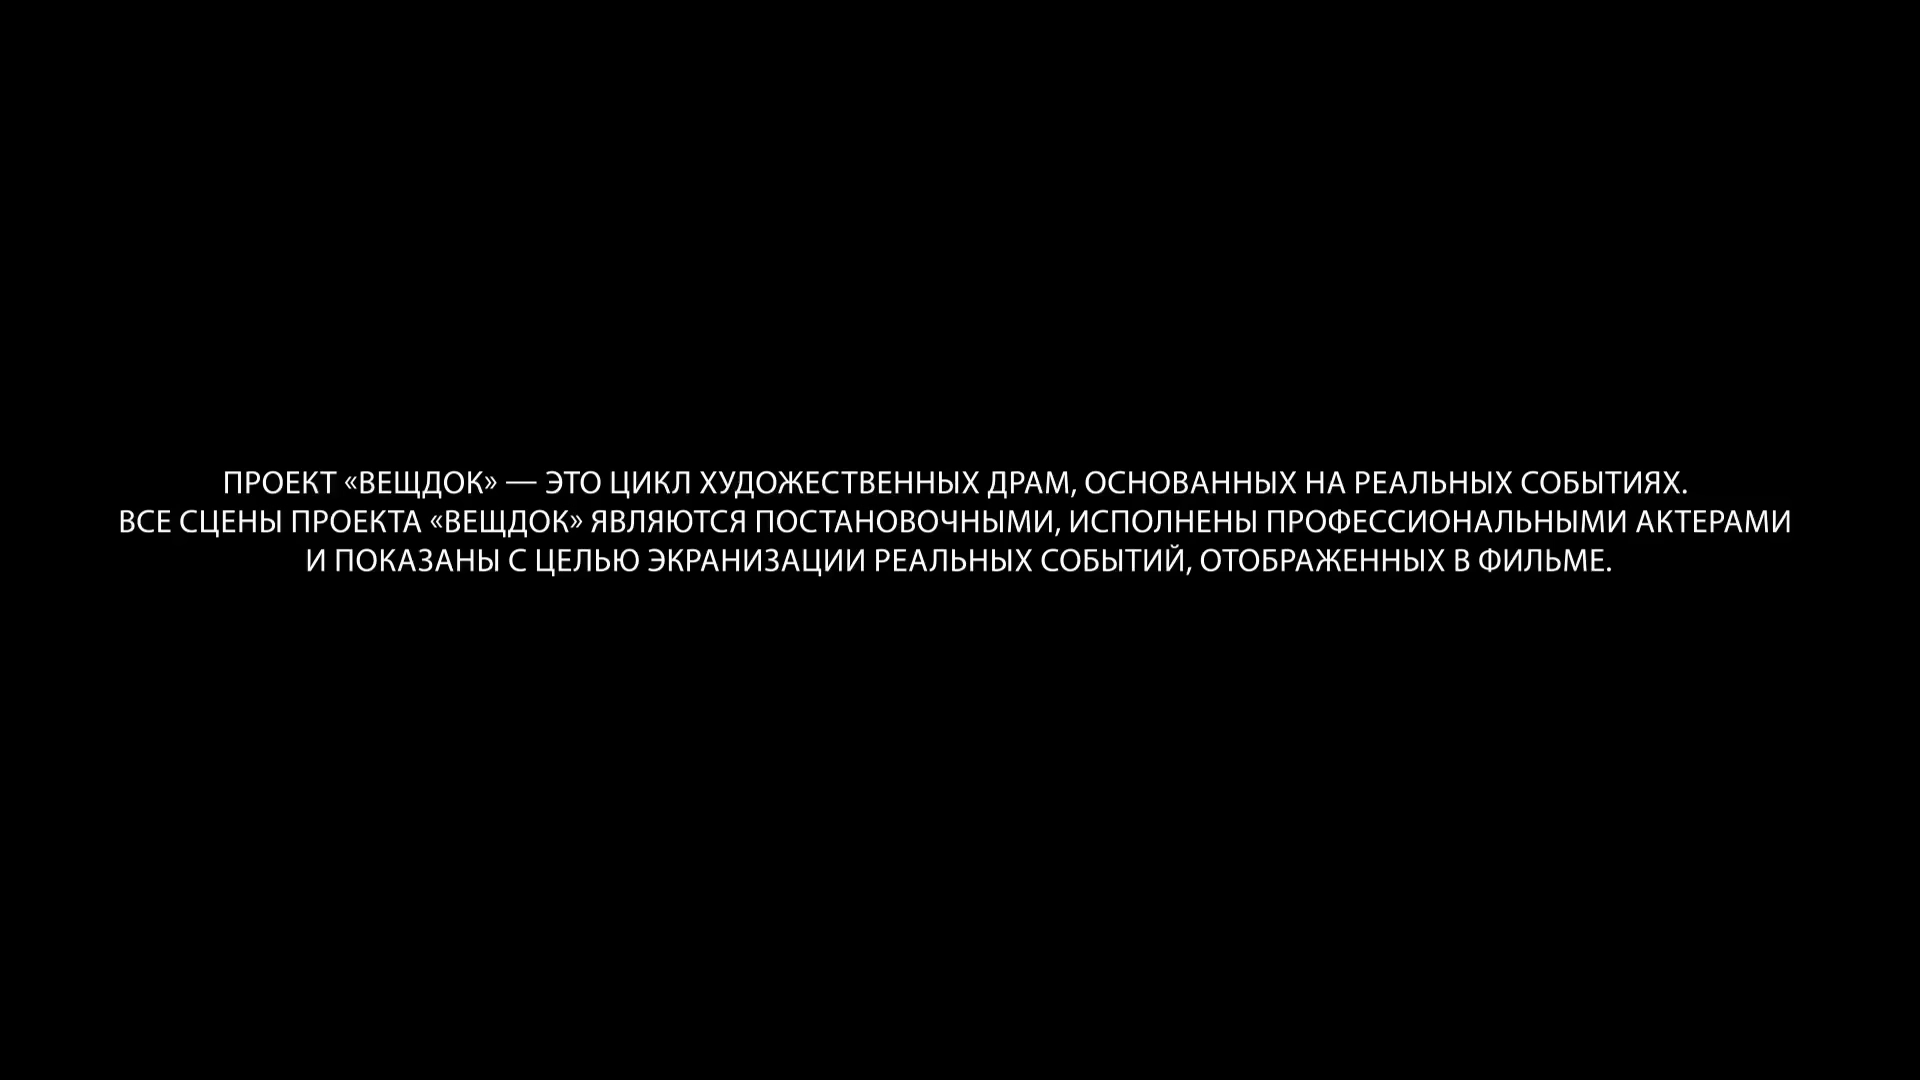 ПРОЕКТ «ВЕЩДОК» — ЭТО ЦИКЛ ХУДОЖЕСТВЕННЫХ ДРАМ, ОСНОВАННЫХ НА РЕАЛЬНЫХ СОБЫТИЯХ.
ВСЕ СЦЕНЫ ПРОЕКТА «ВЕЩДОК» ЯВЛЯЮТСЯ ПОСТАНОВОЧНЫМИ, ИСПОЛНЕНЫ ПРОФЕССИОНАЛЬНЫМИ АКТЕРАМИ
И ПОКАЗАНЫ С ЦЕЛЬЮ ЭКРАНИЗАЦИИ РЕАЛЬНЫХ СОБЫТИЙ, ОТОБРАЖЕННЫХ В ФИЛЬМЕ.